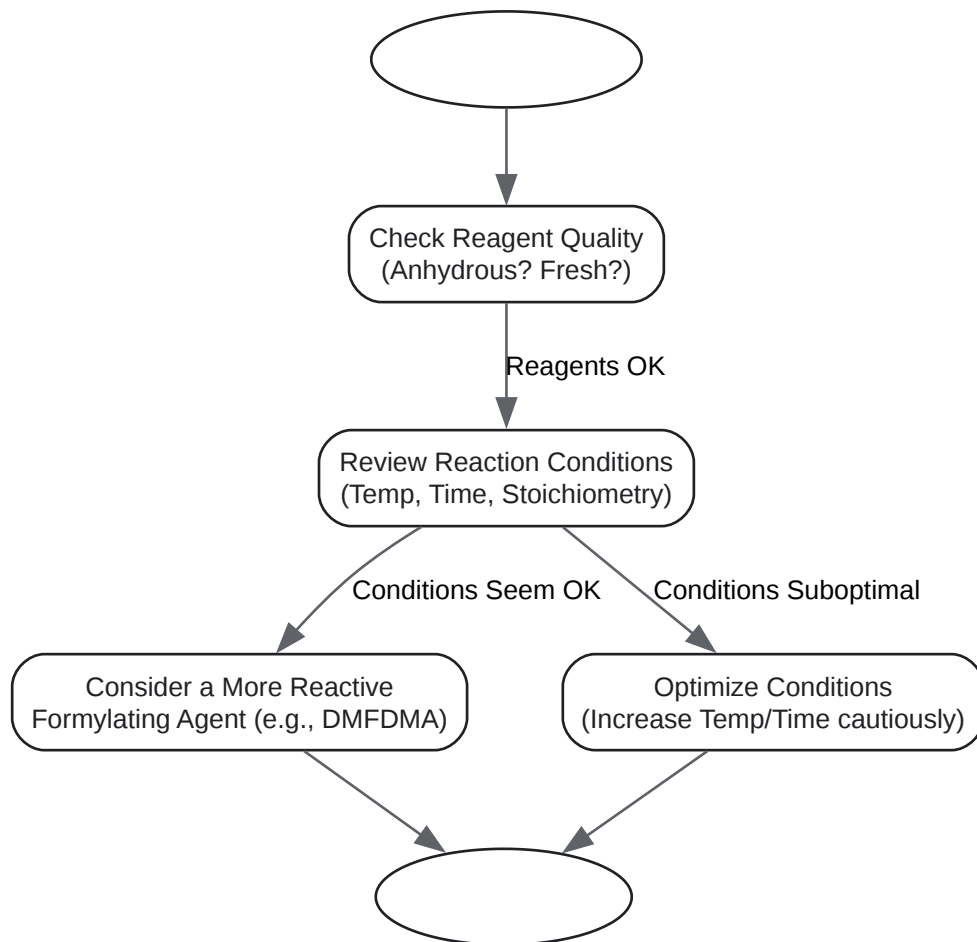 Check Reagent Quality
(Anhydrous? Fresh?)
Reagents OK
Review Reaction Conditions
(Temp, Time, Stoichiometry)
Conditions Seem OK
Conditions Suboptimal
Consider a More Reactive
Formylating Agent (e.g., DMFDMA)
Optimize Conditions
(Increase Temp/Time cautiously)